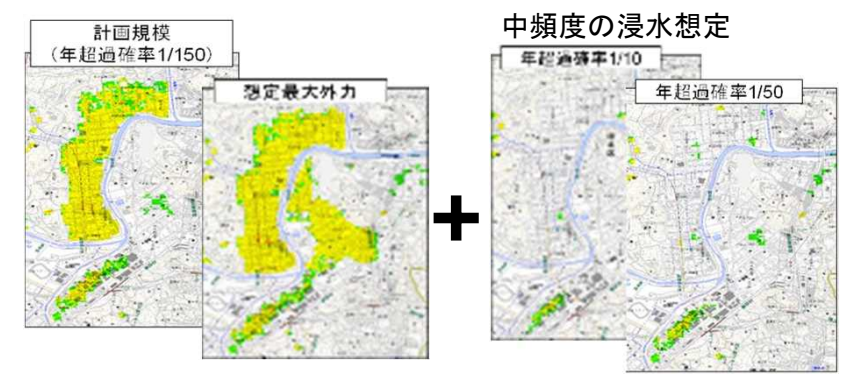 計画規模
（年超過確率1/150）
想定最大外力
＋
中頻度の浸水想定
年超過確率1/10
年超過確率1/50